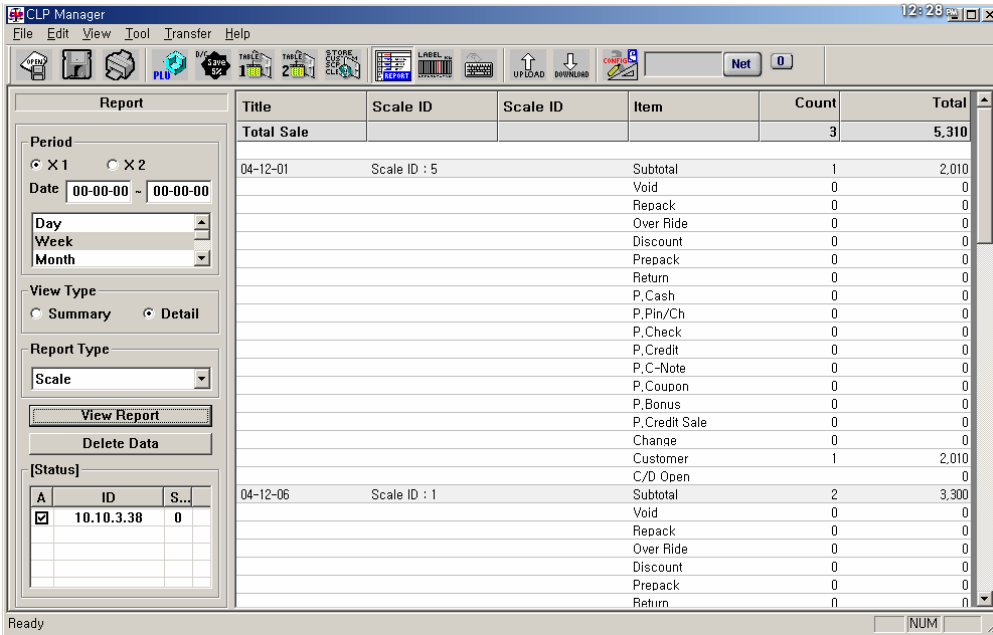 CLP Manager
12:28
File Edit View Tool Transfer Help
OPEN PLU D/C Save 5% TABLE 1 TABLE 2 STORE REPORT LABEL UPLOAD DOWNLOAD CONFIG Net 0
Report
Period
X 1 X 2
Date 00-00-00 ~ 00-00-00
Day
Week
Month
View Type
Summary Detail
Report Type
Scale
View Report
Delete Data
[Status]
A ID S...
10.10.3.38 0
Title Scale ID Scale ID Item Count Total
Total Sale 3 5,310
04-12-01 Scale ID : 5 Subtotal 1 2,010
Void 0 0
Repack 0 0
Over Ride 0 0
Discount 0 0
Prepack 0 0
Return 0 0
P.Cash 0 0
P.Pin/Ch 0 0
P.Check 0 0
P.Credit 0 0
P.C-Note 0 0
P.Coupon 0 0
P.Bonus 0 0
P.Credit Sale 0 0
Change 0 0
Customer 1 2,010
C/D Open 0
04-12-06 Scale ID : 1 Subtotal 2 3,300
Void 0 0
Repack 0 0
Over Ride 0 0
Discount 0 0
Prepack 0 0
Return 0 0
Ready NUM